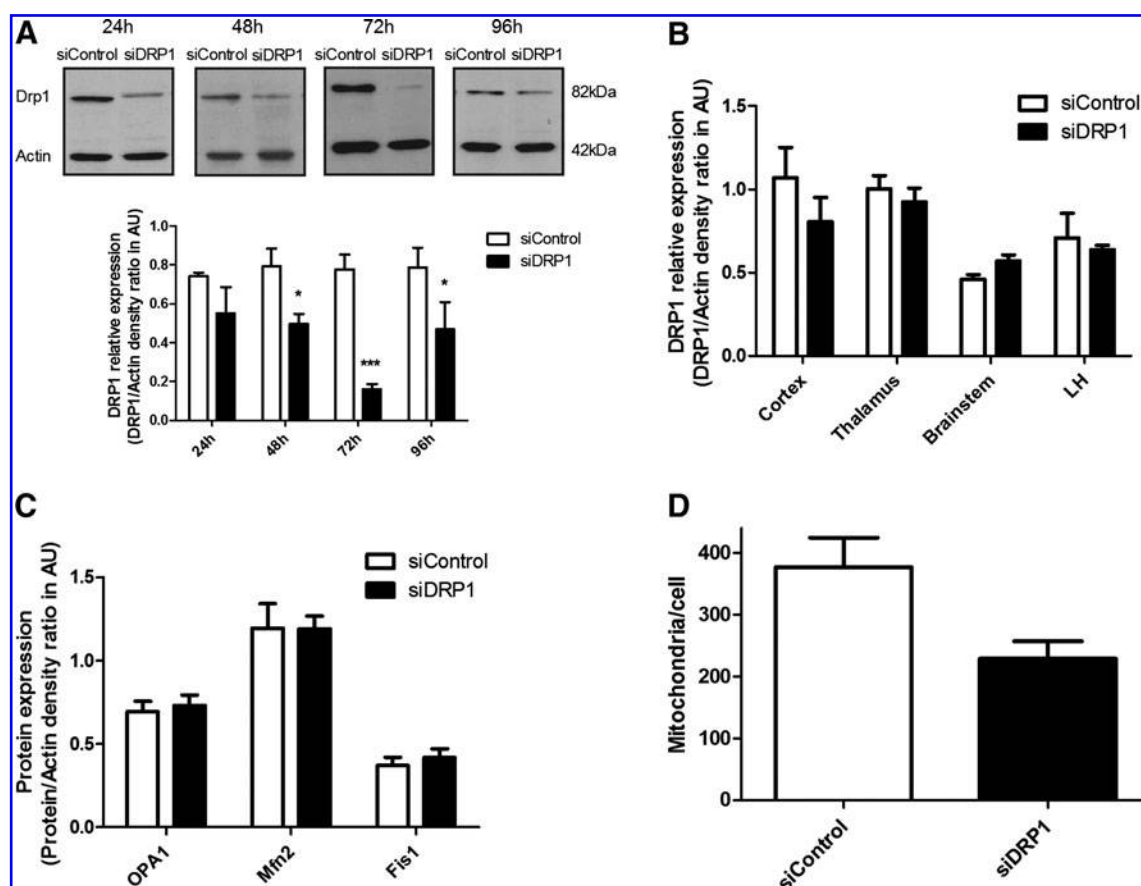 A
24h 48h 72h 96h
siControl siDRP1 siControl siDRP1 siControl siDRP1 siControl siDRP1
Drp1 82kDa
Actin 42kDa
DRP1 relative expression
(DRP1/Actin density ratio in AU)
0.8
0.6
0.4
0.2
0.0
siControl
siDRP1
*
***
*
24h 48h 72h 96h
B
DRP1 relative expression
(DRP1/Actin density ratio in AU)
1.5
1.0
0.5
0.0
siControl
siDRP1
Cortex Thalamus Brainstem LH
C
Protein expression
(Protein/Actin density ratio in AU)
1.5
1.0
0.5
0.0
siControl
siDRP1
OPA1 Mfn2 Fis1
D
Mitochondria/cell
400
300
200
100
0
siControl siDRP1